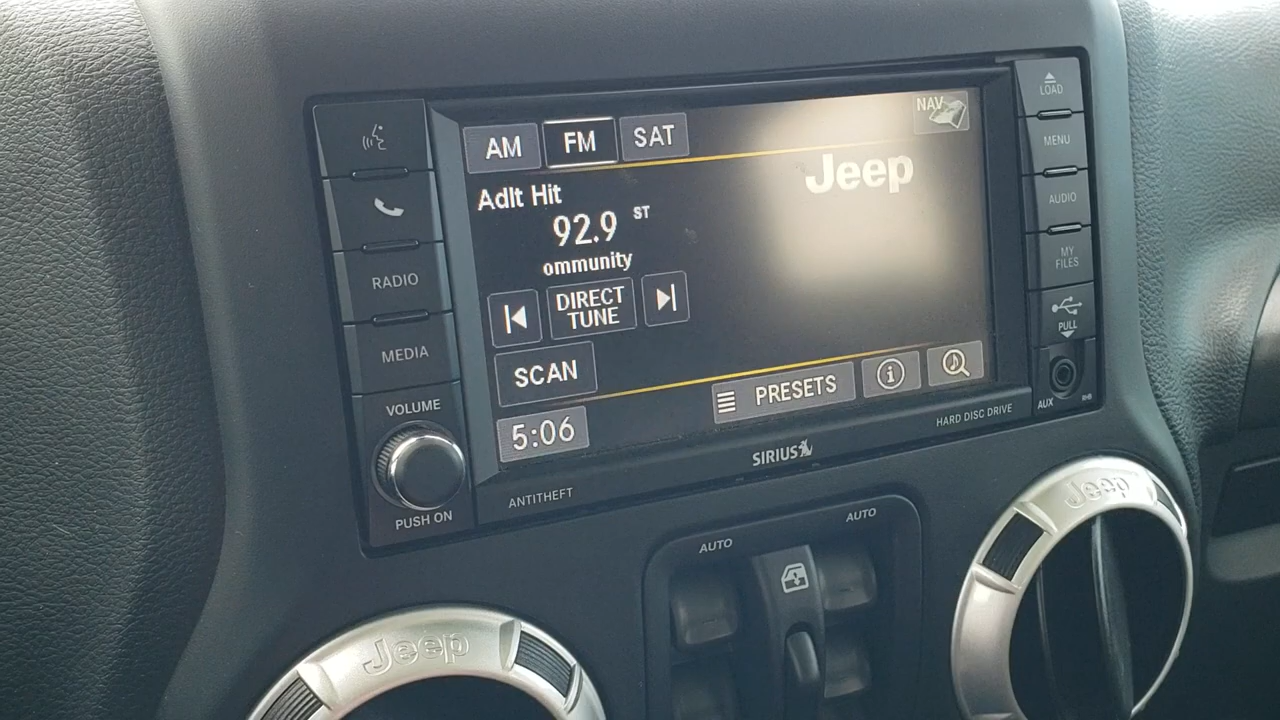 AM
FM
SAT
NAV
Jeep
Adlt Hit
92.9 ST
ommunity
DIRECT
TUNE
SCAN
5:06
PRESETS
RADIO
MEDIA
VOLUME
PUSH ON
LOAD
MENU
AUDIO
MY
FILES
PULL
AUX
RHB
ANTITHEFT
SIRIUS
HARD DISC DRIVE
AUTO
AUTO
Jeep
Jeep